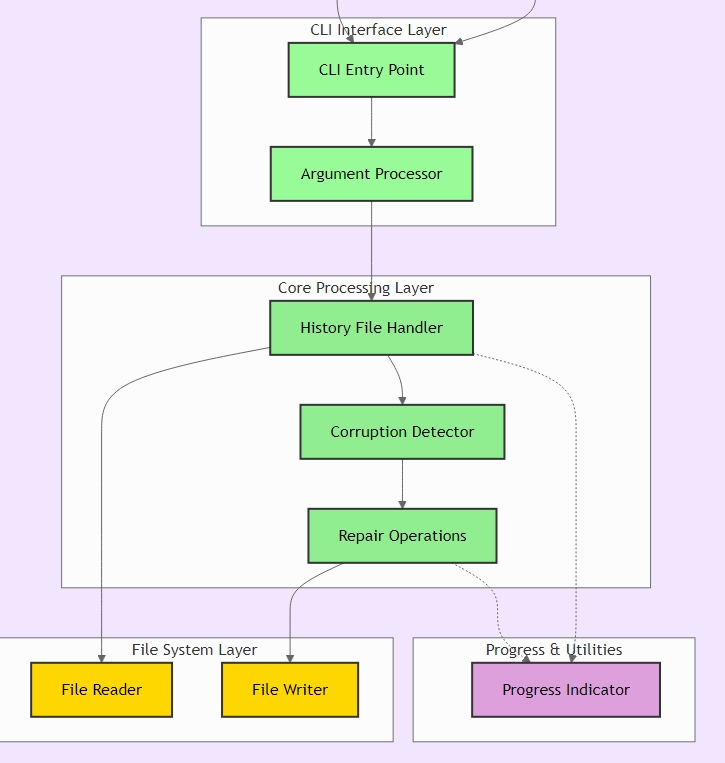 CLI Interface Layer
CLI Entry Point
Argument Processor
Core Processing Layer
History File Handler
Corruption Detector
Repair Operations
File System Layer
File Reader
File Writer
Progress & Utilities
Progress Indicator